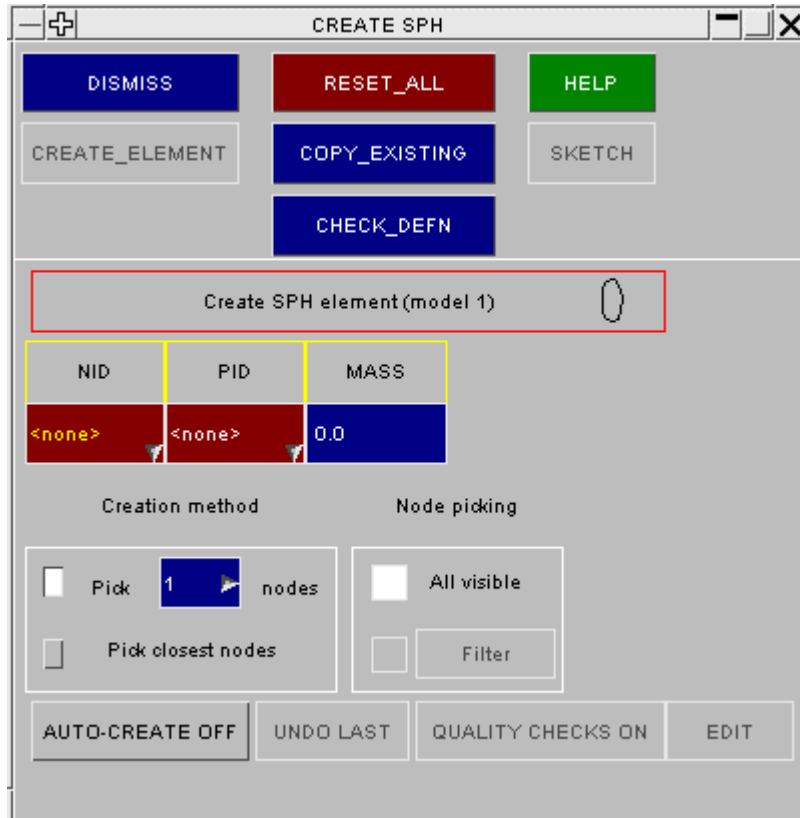 CREATE SPH
DISMISS RESET_ALL HELP
CREATE_ELEMENT COPY_EXISTING SKETCH
CHECK_DEFN
Create SPH element (model 1)
NID PID MASS
<none> <none> 0.0
Creation method Node picking
Pick 1 nodes All visible
Pick closest nodes Filter
AUTO-CREATE OFF UNDO LAST QUALITY CHECKS ON EDIT